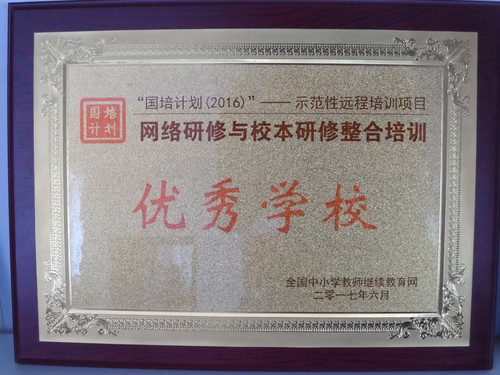 国培
计划
“国培计划(2016)”——示范性远程培训项目
网络研修与校本研修整合培训
优秀学校
全国中小学教师继续教育网
二零一七年六月